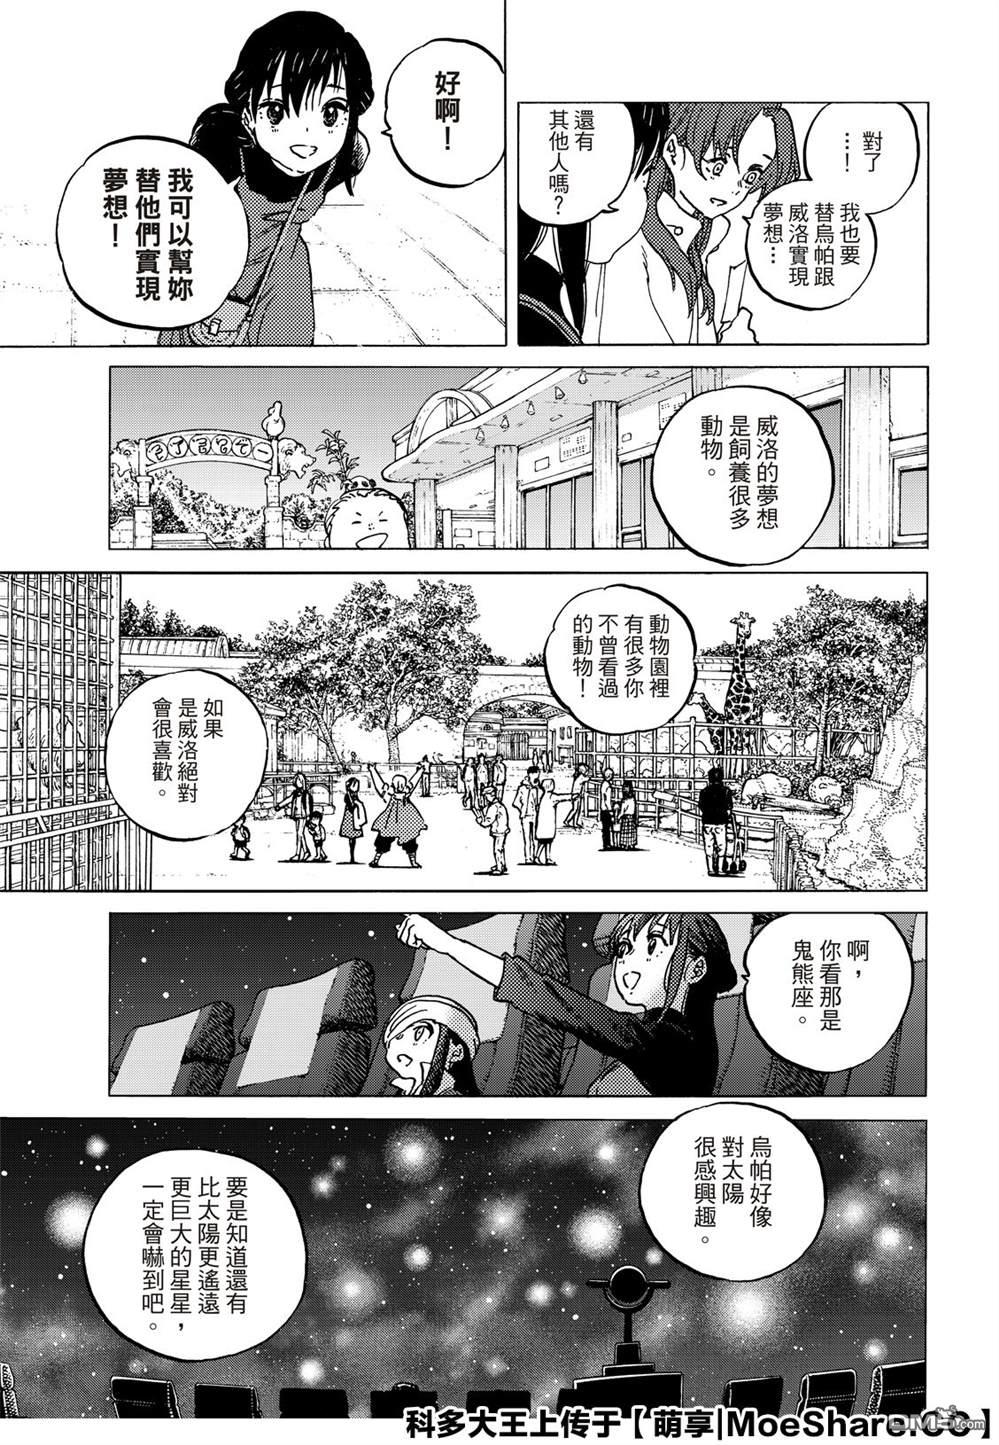 還有
其他人嗎？
對了
…！
我也要
替烏帕跟
威洛實現
夢想…
好啊！
我可以幫妳
替他們實現
夢想！
威洛的夢想
是飼養很多
動物。
動物園裡
有很多你
不曾看過
的動物！
如果
是威洛絕對
會很喜歡。
啊，
你看那是
鬼熊座。
烏帕好像
對太陽
很感興趣。
要是知道還有
比太陽更遙遠
更巨大的星星，
一定會嚇到吧。
科多大王上传于【萌享|MoeShare.CC】